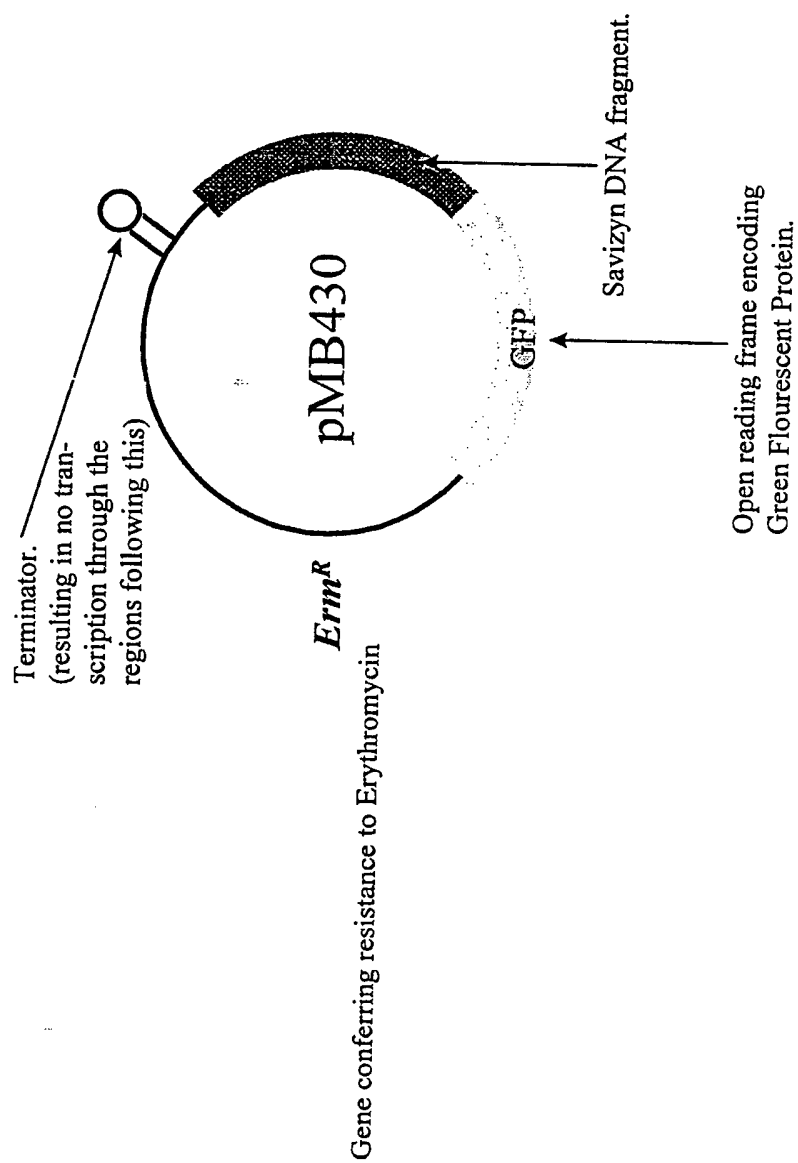 Terminator.
(resulting in no tran-
scription through the
regions following this)
pMB430
Erm^R
Gene conferring resistance to Erythromycin
GFP
Savizyn DNA fragment.
Open reading frame encoding
Green Flourescent Protein.